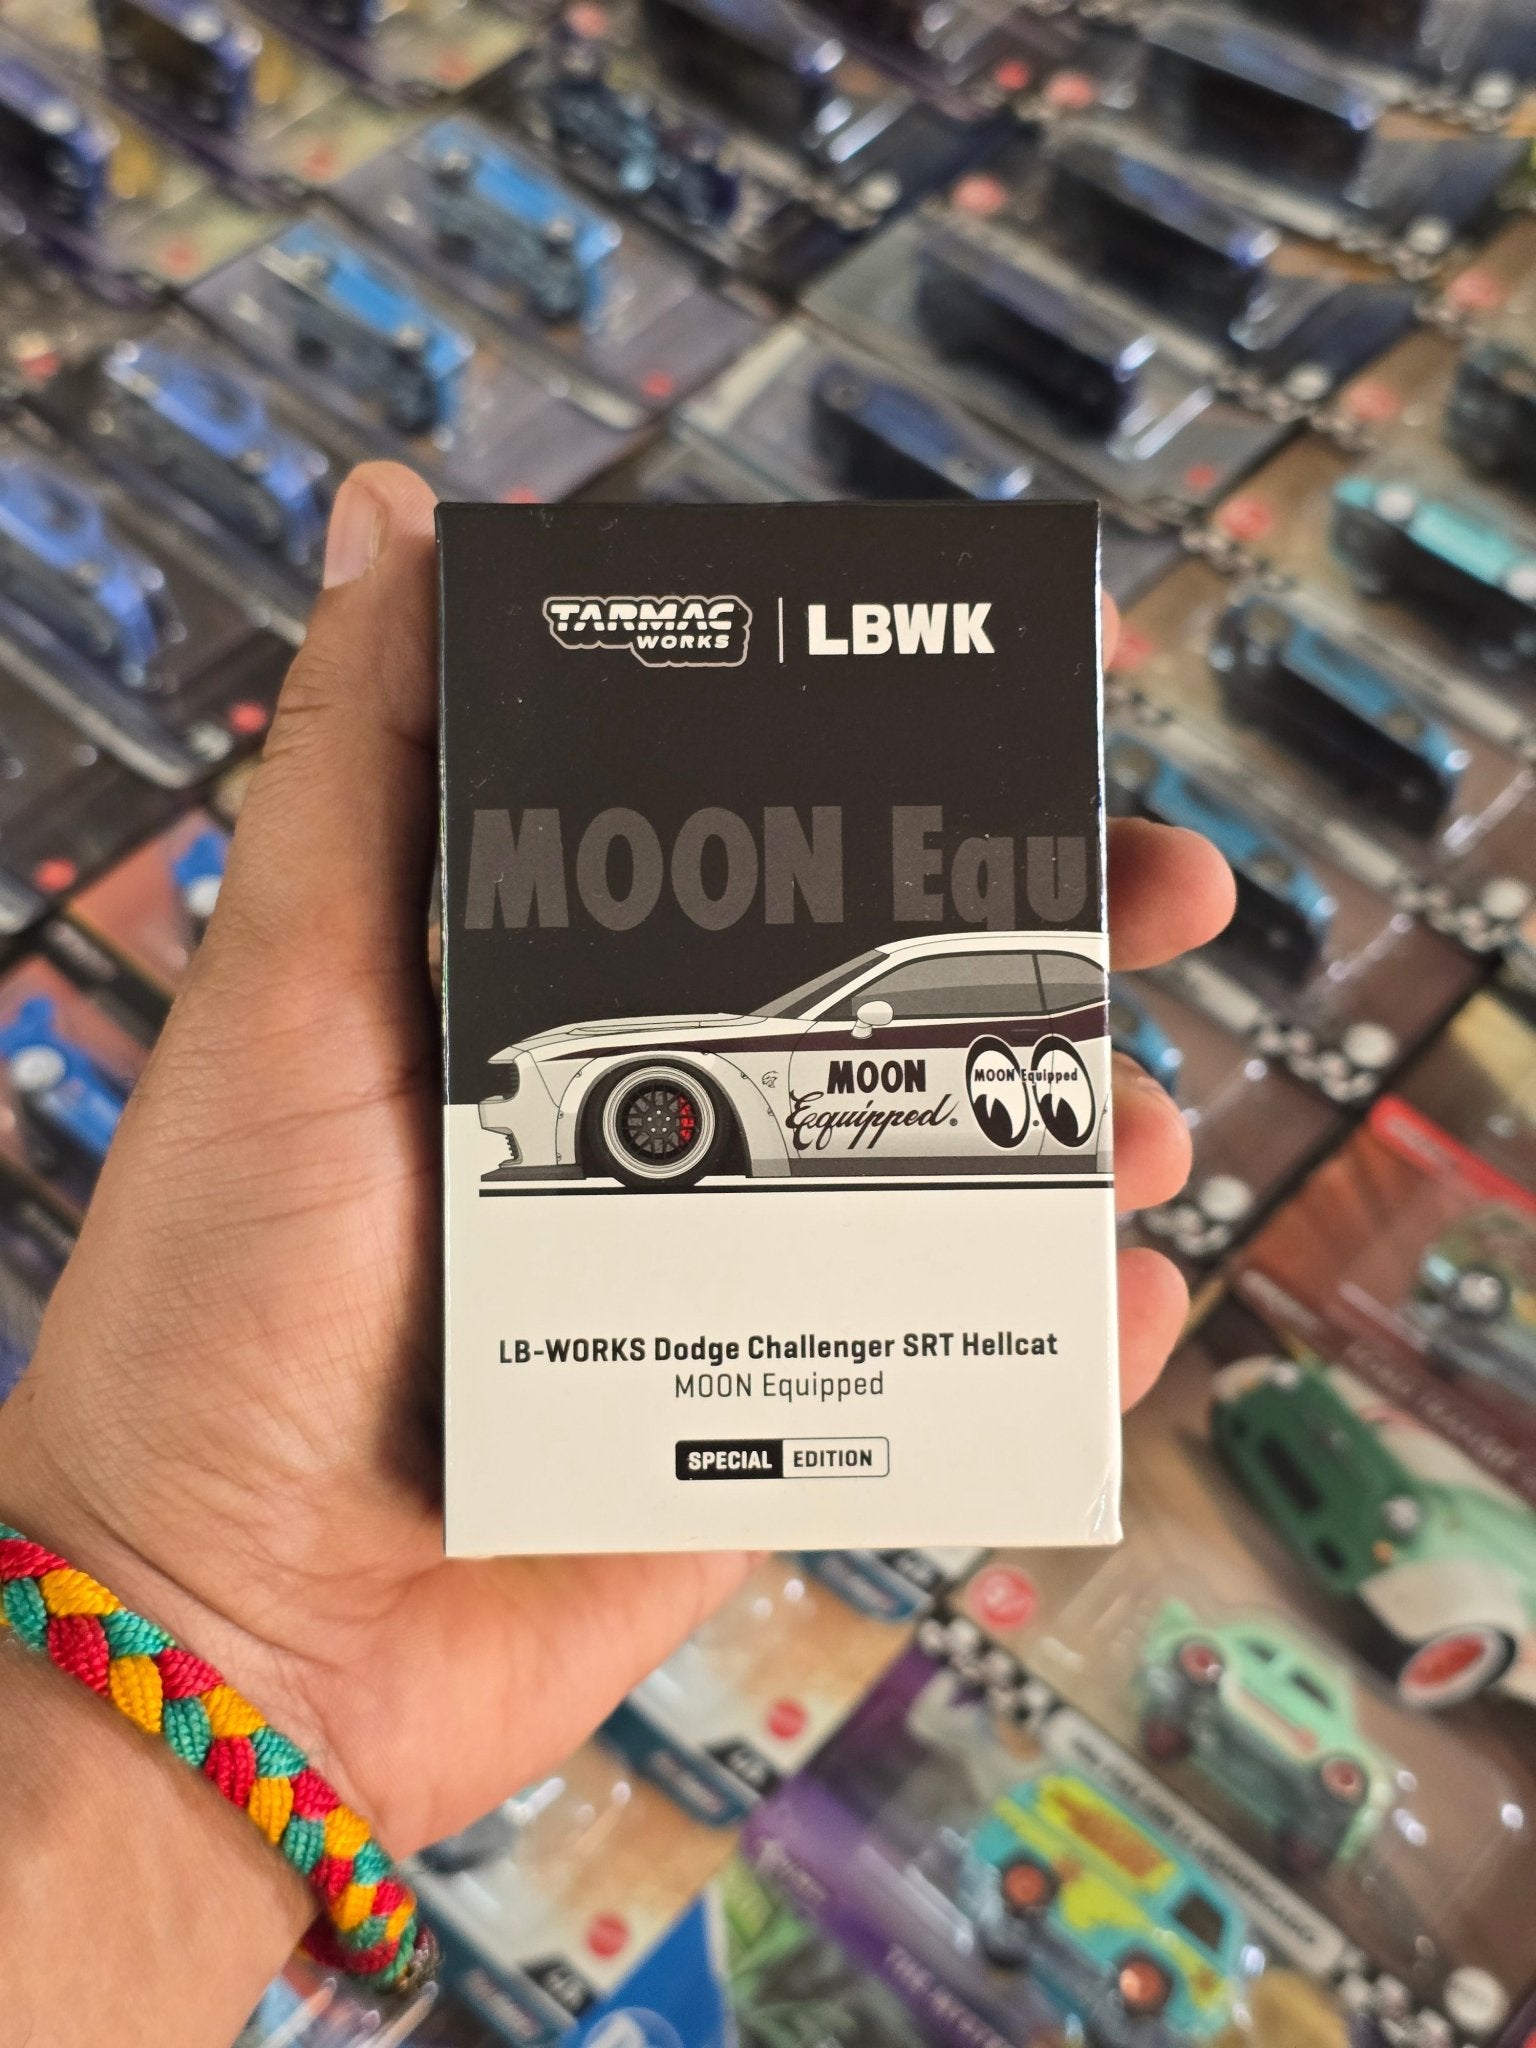 TARMAC WORKS | LBWK
MOON Equ
MOON
Equipped®
MOON Equipped
LB-WORKS Dodge Challenger SRT Hellcat
MOON Equipped
SPECIAL EDITION